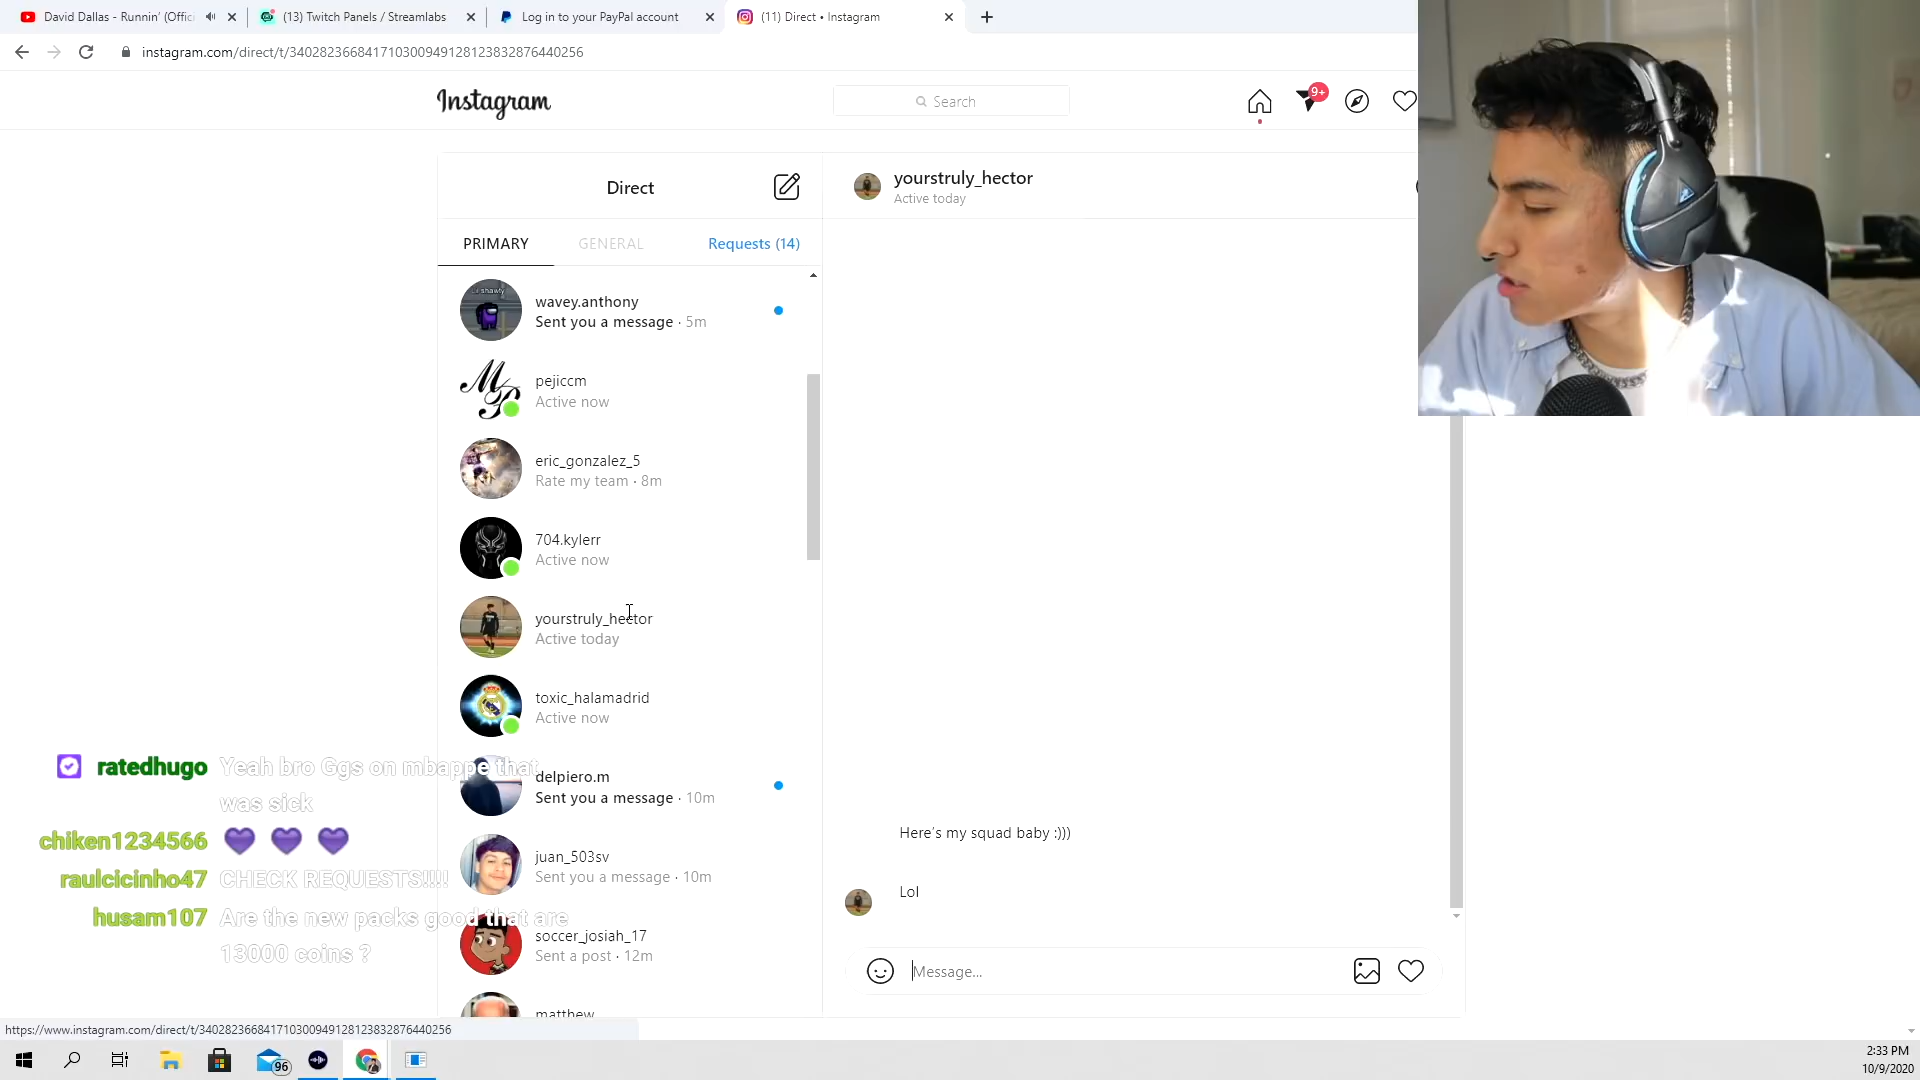 David Dallas - Runnin' (Offici
(13) Twitch Panels / Streamlabs
Log in to your PayPal account
(11) Direct • Instagram
instagram.com/direct/t/340282366841710300949128123832876440256
Instagram
Search
9+
Direct
yourstruly_hector
Active today
PRIMARY
GENERAL
Requests (14)
wavey.anthony
Sent you a message · 5m
pejiccm
Active now
eric_gonzalez_5
Rate my team · 8m
704.kylerr
Active now
yourstruly_hector
Active today
toxic_halamadrid
Active now
delpiero.m
Sent you a message · 10m
juan_503sv
Sent you a message · 10m
soccer_josiah_17
Sent a post · 12m
matthew
Here's my squad baby :)))
Lol
Message...
ratedhugo Yeah bro Ggs on mbappe that
was sick
chiken1234566 💜 💜 💜
raulcicinho47 CHECK REQUESTS!!!!
husam107 Are the new packs good that are
13000 coins ?
https://www.instagram.com/direct/t/340282366841710300949128123832876440256
96
2:33 PM
10/9/2020